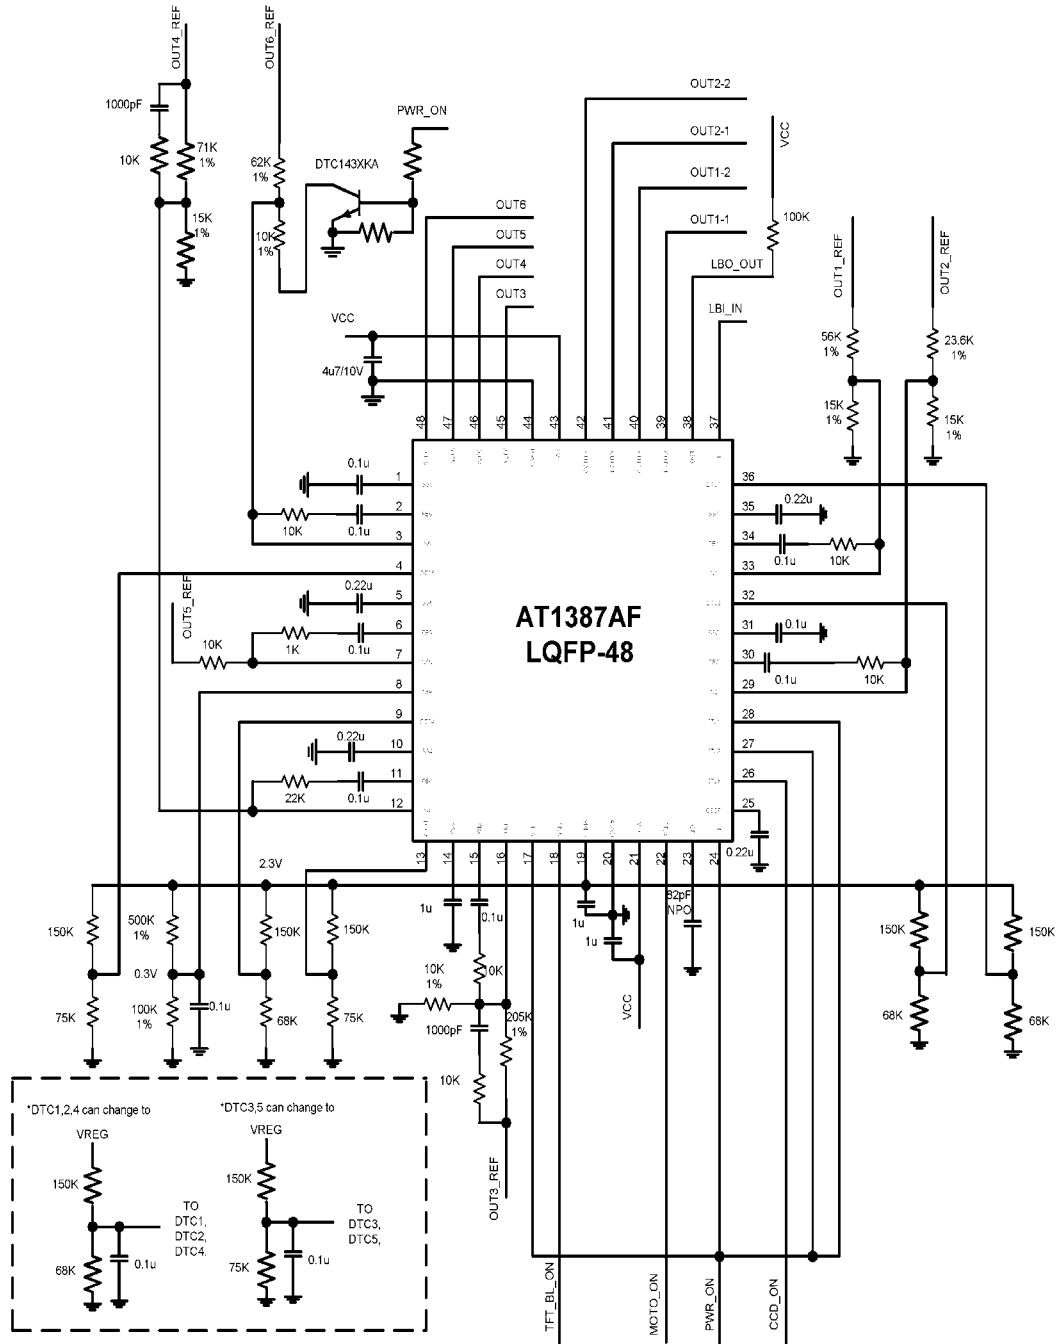 OUT4_REF
OUT6_REF
1000pF
10K
71K
1%
15K
1%
62K
1%
10K
1%
DTC143XKA
PWR_ON
OUT6
OUT5
OUT4
OUT3
VCC
4u7/10V
OUT2-2
OUT2-1
OUT1-2
OUT1-1
LBO_OUT
LBI_IN
VCC
100K
OUT1_REF
OUT2_REF
56K
1%
15K
1%
23.6K
1%
15K
1%
48 47 46 45 44 43 42 41 40 39 38 37
1
2
3
4
5
6
7
8
9
10
11
12
0.1u
10K
0.1u
0.22u
OUT5_REF
10K
1K
0.1u
0.22u
22K
0.1u
AT1387AF
LQFP-48
36
35
34
33
32
31
30
29
28
27
26
25
0.22u
0.1u
10K
0.1u
0.1u
10K
0.22u
13 14 15 16 17 18 19 20 21 22 23 24
2.3V
150K
500K
1%
150K
150K
0.3V
75K
100K
1%
0.1u
68K
75K
1u
0.1u
10K
1%
10K
1000pF
205K
1%
10K
OUT3_REF
1u
1u
VCC
82pF
NPO
150K
68K
150K
68K
*DTC1,2,4 can change to
VREG
150K
68K
0.1u
TO
DTC1,
DTC2,
DTC4.
*DTC3,5 can change to
VREG
150K
75K
0.1u
TO
DTC3,
DTC5,
TFT_BL_ON
MOTO_ON
PWR_ON
CCD_ON